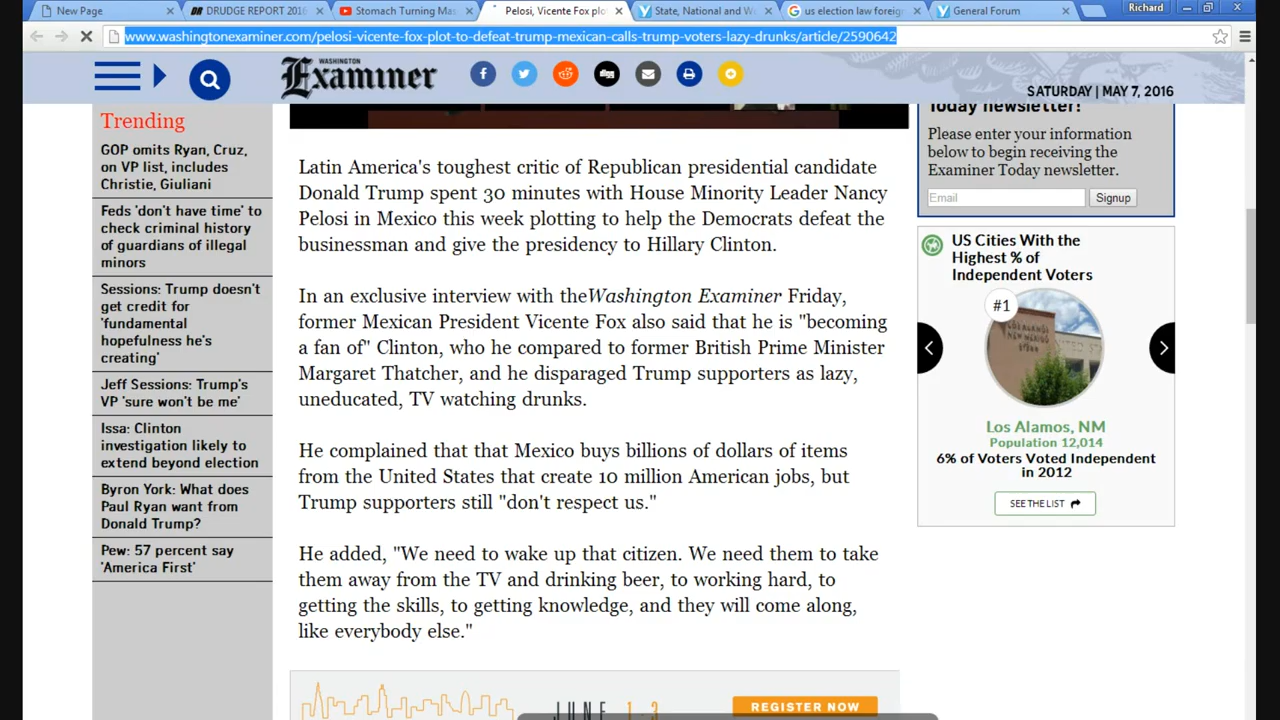 New Page
DRUDGE REPORT 2016
Stomach Turning Mas
Pelosi, Vicente Fox plo
State, National and W
us election law foreig
General Forum
Richard
www.washingtonexaminer.com/pelosi-vicente-fox-plot-to-defeat-trump-mexican-calls-trump-voters-lazy-drunks/article/2590642
WASHINGTON
Examiner
digg
SATURDAY | MAY 7, 2016
Trending
GOP omits Ryan, Cruz,
on VP list, includes
Christie, Giuliani
Feds 'don't have time' to
check criminal history
of guardians of illegal
minors
Sessions: Trump doesn't
get credit for
'fundamental
hopefulness he's
creating'
Jeff Sessions: Trump's
VP 'sure won't be me'
Issa: Clinton
investigation likely to
extend beyond election
Byron York: What does
Paul Ryan want from
Donald Trump?
Pew: 57 percent say
'America First'
Latin America's toughest critic of Republican presidential candidate
Donald Trump spent 30 minutes with House Minority Leader Nancy
Pelosi in Mexico this week plotting to help the Democrats defeat the
businessman and give the presidency to Hillary Clinton.
In an exclusive interview with theWashington Examiner Friday,
former Mexican President Vicente Fox also said that he is "becoming
a fan of" Clinton, who he compared to former British Prime Minister
Margaret Thatcher, and he disparaged Trump supporters as lazy,
uneducated, TV watching drunks.
He complained that that Mexico buys billions of dollars of items
from the United States that create 10 million American jobs, but
Trump supporters still "don't respect us."
He added, "We need to wake up that citizen. We need them to take
them away from the TV and drinking beer, to working hard, to
getting the skills, to getting knowledge, and they will come along,
like everybody else."
JUNE 1-3
REGISTER NOW
Today newsletter!
Please enter your information
below to begin receiving the
Examiner Today newsletter.
Email
Signup
US Cities With the
Highest % of
Independent Voters
#1
Los Alamos, NM
Population 12,014
6% of Voters Voted Independent
in 2012
SEE THE LIST